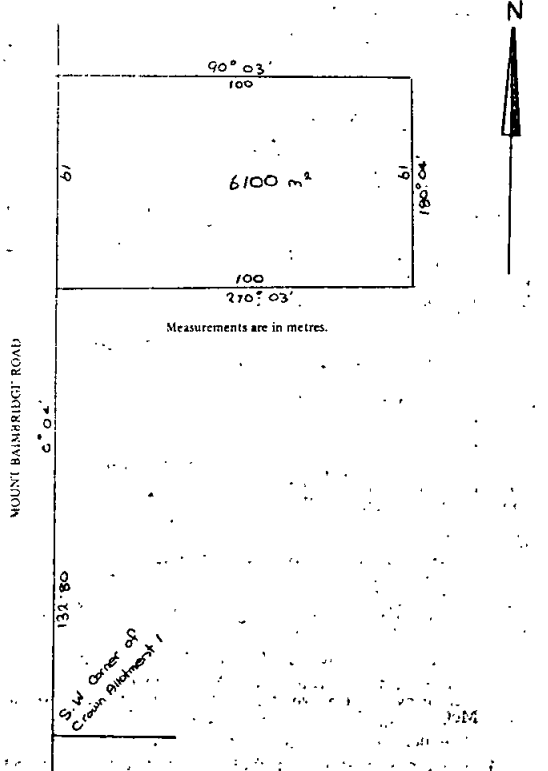 N
90° 03'
100
61
6100 m²
61
180° 04'
100
270° 03'
Measurements are in metres.
MOUNT BAINBRIDGE ROAD
0° 04'
132·80
S.W Corner of
Crown Allotment 1